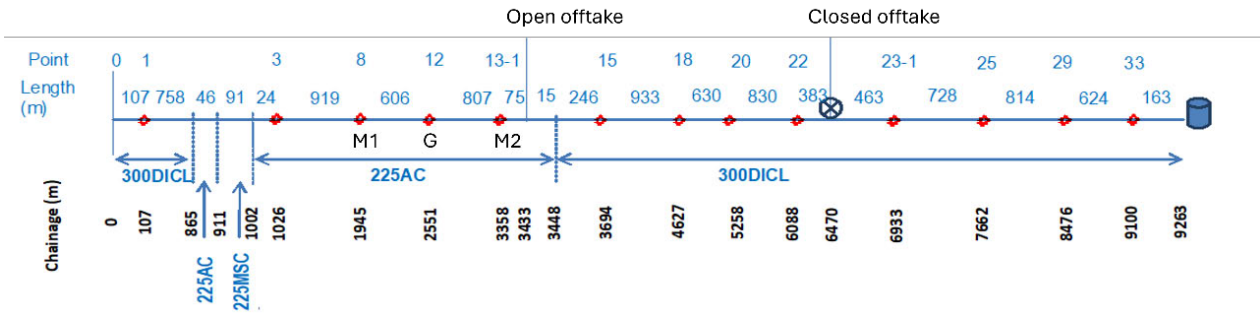 Open offtake Closed offtake
Point 0 1 3 8 12 13-1 15 18 20 22 23-1 25 29 33
Length
(m)
107 758 46 91 24 919 606 807 75 15 246 933 630 830 383 463 728 814 624 163
M1 G M2
300DICL 225AC 300DICL
Chainage (m)
0 107 865 911 1002 1026 1945 2551 3358 3433 3448 3694 4627 5258 6088 6470 6933 7662 8476 9100 9263
225AC
225MSC